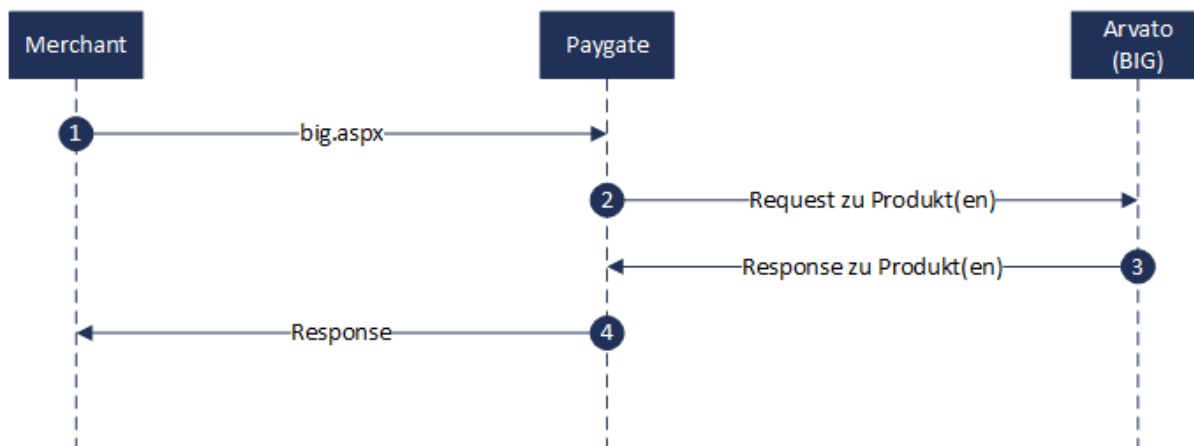 Merchant
Paygate
Arvato
(BIG)
1
big.aspx
2
Request zu Produkt(en)
Response zu Produkt(en)
3
Response
4